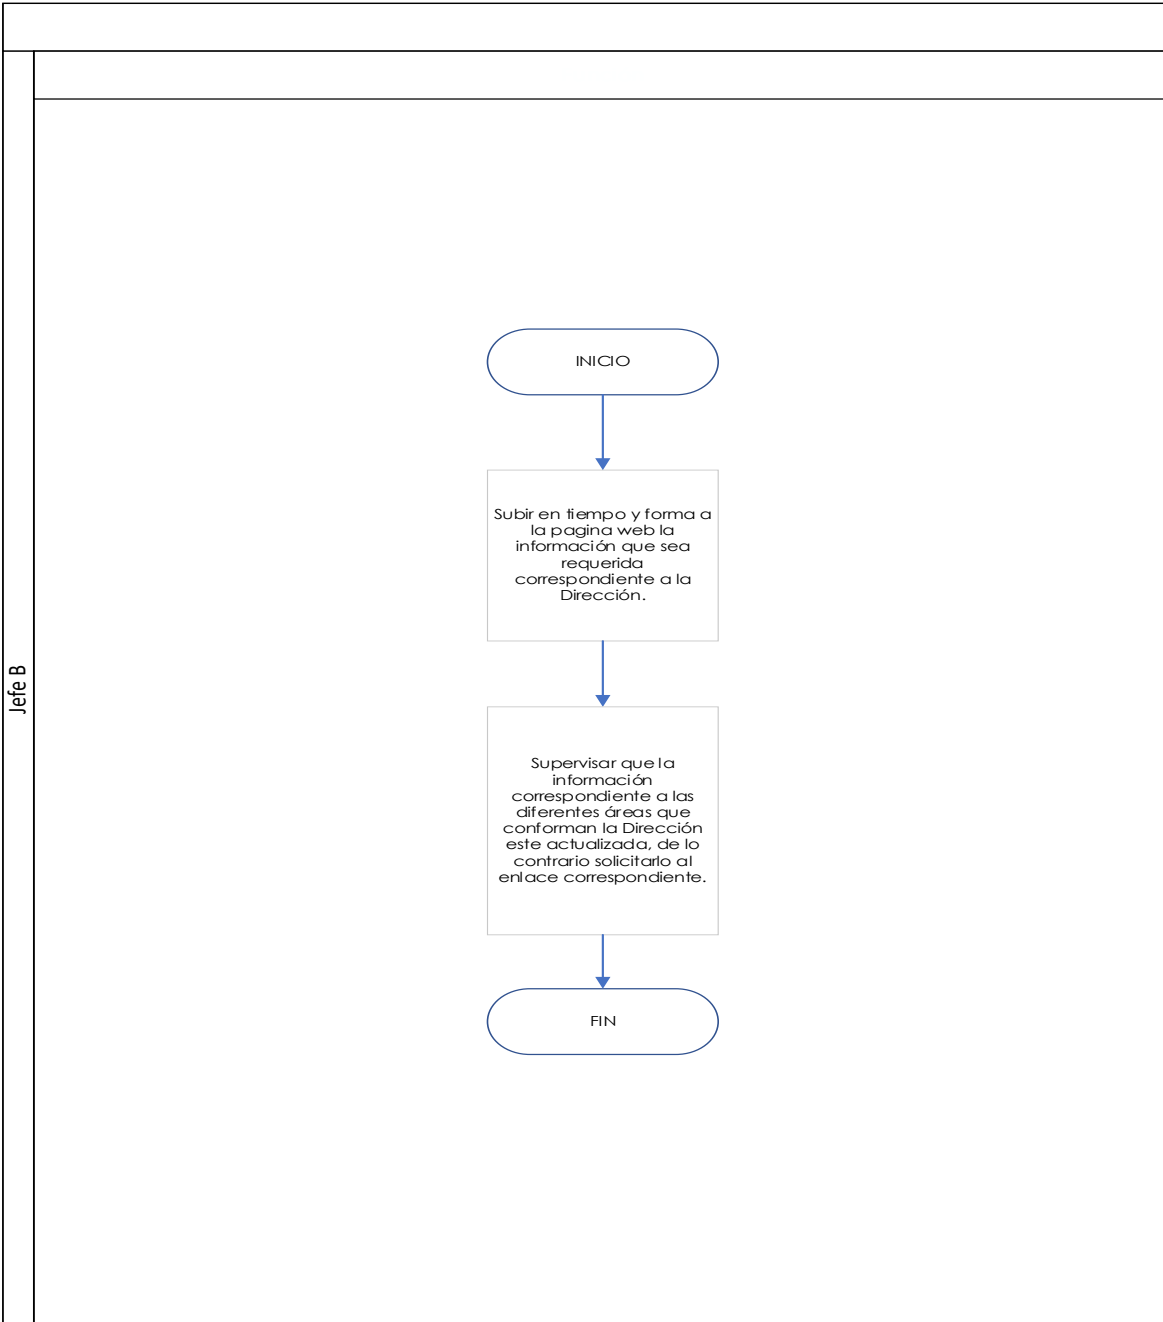 INICIO
Subir en tiempo y forma a
la pagina web la
información que sea
requerida
correspondiente a la
Dirección.
Jefe B
Supervisar que la
información
correspondiente a las
diferentes áreas que
conforman la Dirección
este actualizada, de lo
contrario solicitarlo al
enlace correspondiente.
FIN